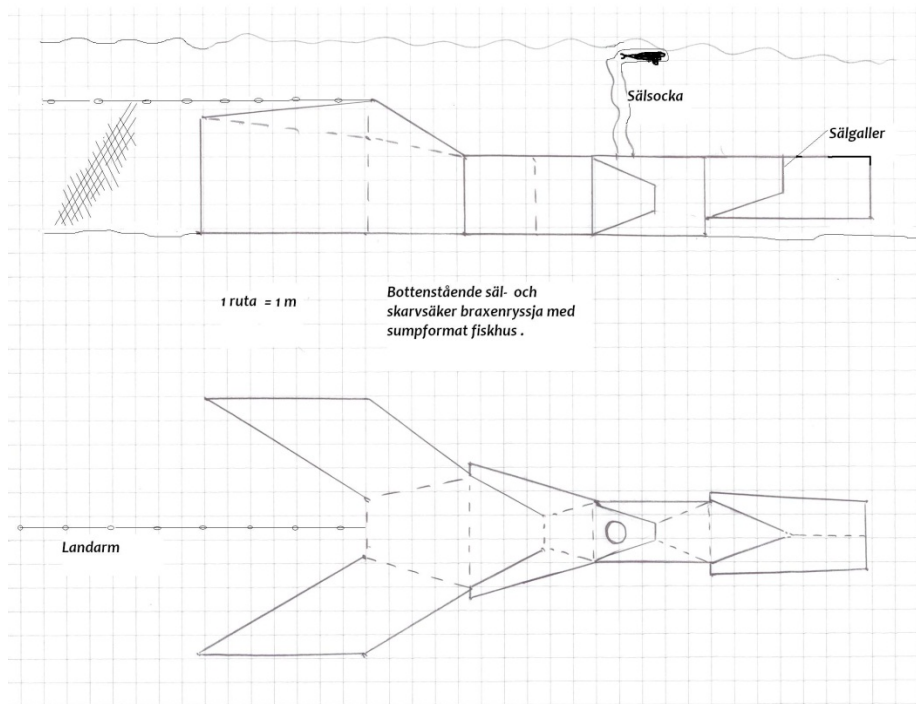 Sälsocka
Sälgaller
1 ruta = 1 m
Bottenstående säl- och
skarvsäker braxenryssja med
sumpformat fiskhus .
Landarm